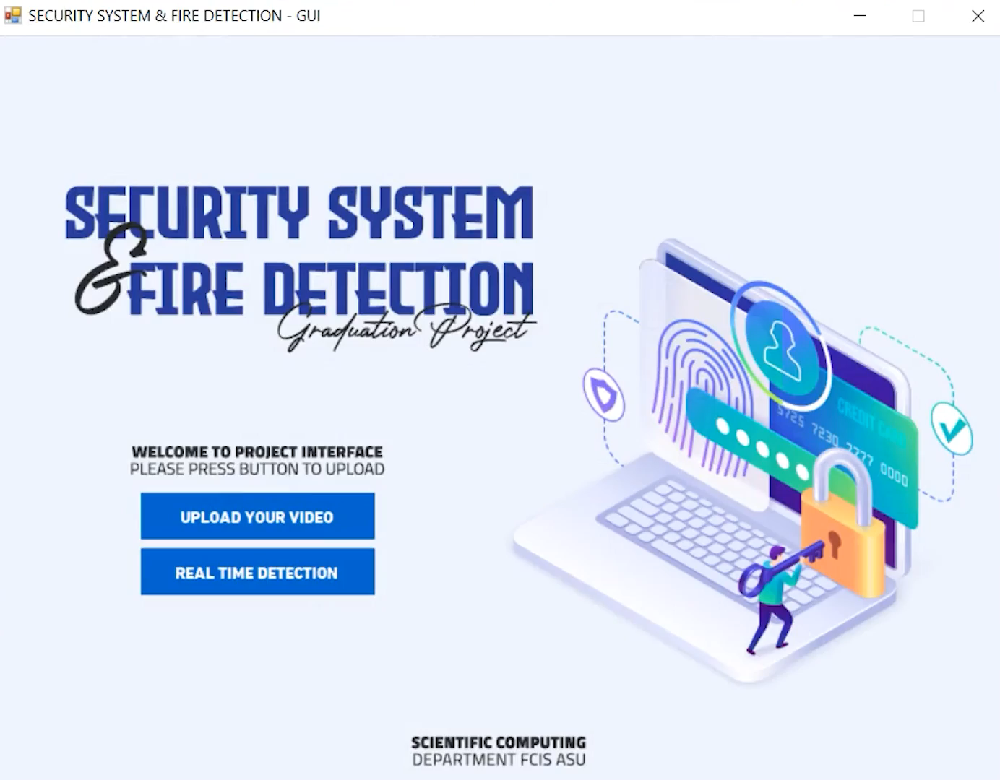 SECURITY SYSTEM & FIRE DETECTION - GUI
SECURITY SYSTEM
& FIRE DETECTION
Graduation Project
WELCOME TO PROJECT INTERFACE
PLEASE PRESS BUTTON TO UPLOAD
UPLOAD YOUR VIDEO
REAL TIME DETECTION
CREDIT CARD
5725 7230 7777 0000
SCIENTIFIC COMPUTING
DEPARTMENT FCIS ASU